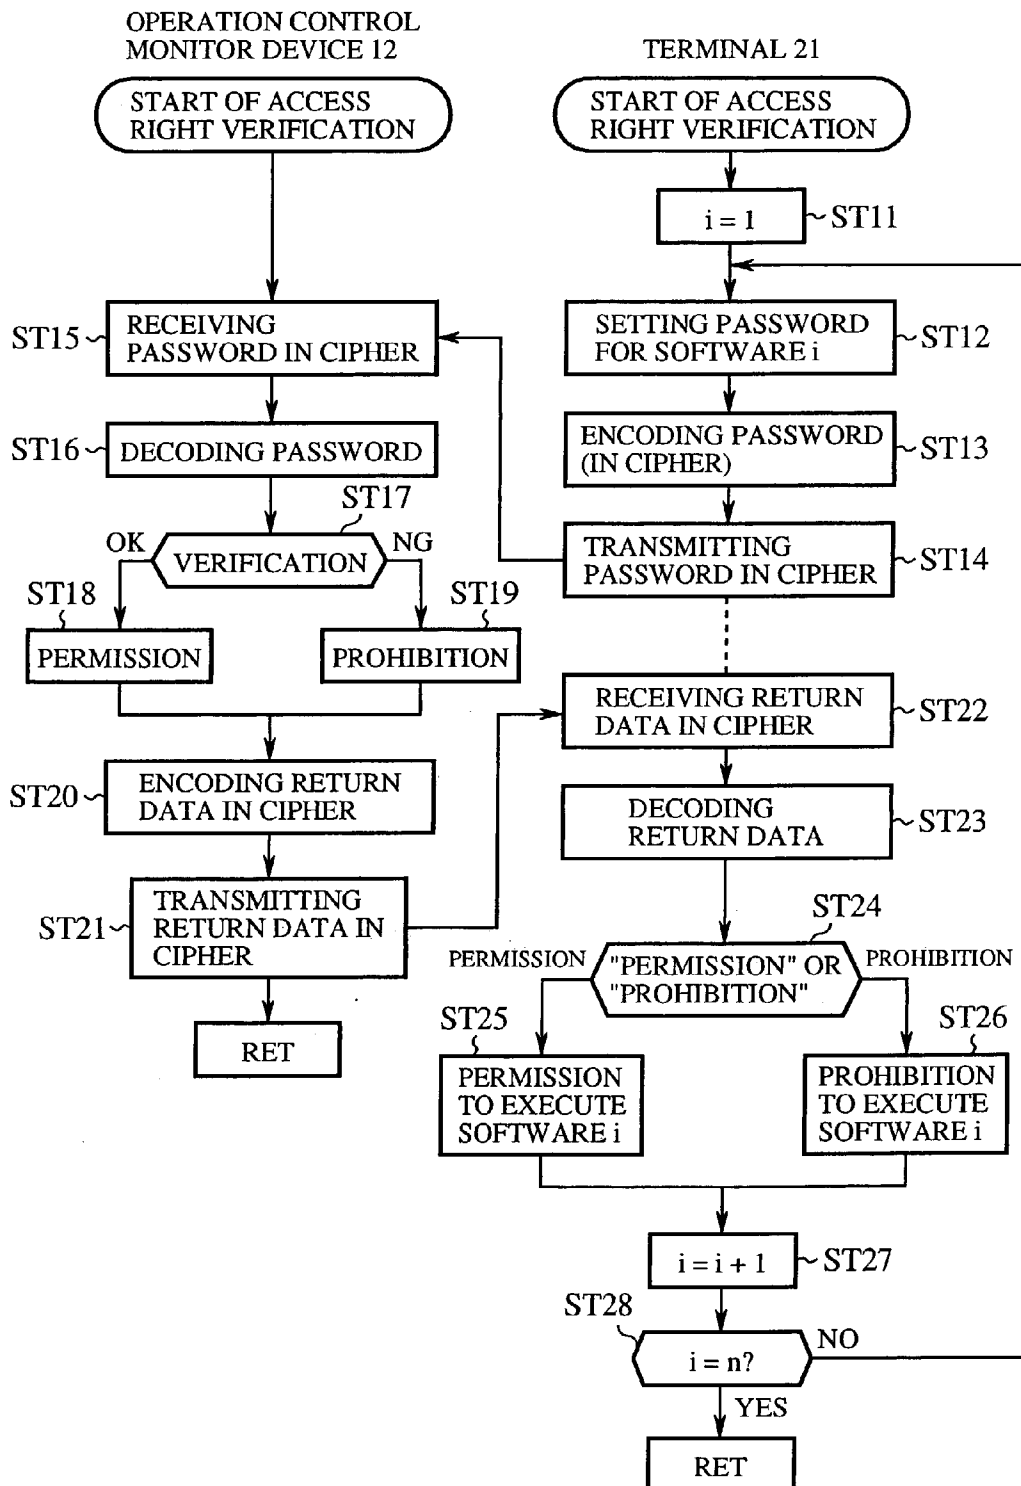 OPERATION CONTROL
MONITOR DEVICE 12
START OF ACCESS
RIGHT VERIFICATION
ST15
RECEIVING
PASSWORD IN CIPHER
ST16
DECODING PASSWORD
ST17
OK
VERIFICATION
NG
ST18
PERMISSION
ST19
PROHIBITION
ST20
ENCODING RETURN
DATA IN CIPHER
ST21
TRANSMITTING
RETURN DATA IN
CIPHER
RET
TERMINAL 21
START OF ACCESS
RIGHT VERIFICATION
i = 1
ST11
SETTING PASSWORD
FOR SOFTWARE i
ST12
ENCODING PASSWORD
(IN CIPHER)
ST13
TRANSMITTING
PASSWORD IN CIPHER
ST14
RECEIVING RETURN
DATA IN CIPHER
ST22
DECODING
RETURN DATA
ST23
ST24
PERMISSION
"PERMISSION" OR
"PROHIBITION"
PROHIBITION
ST25
PERMISSION
TO EXECUTE
SOFTWARE i
ST26
PROHIBITION
TO EXECUTE
SOFTWARE i
i = i + 1
ST27
ST28
i = n?
NO
YES
RET